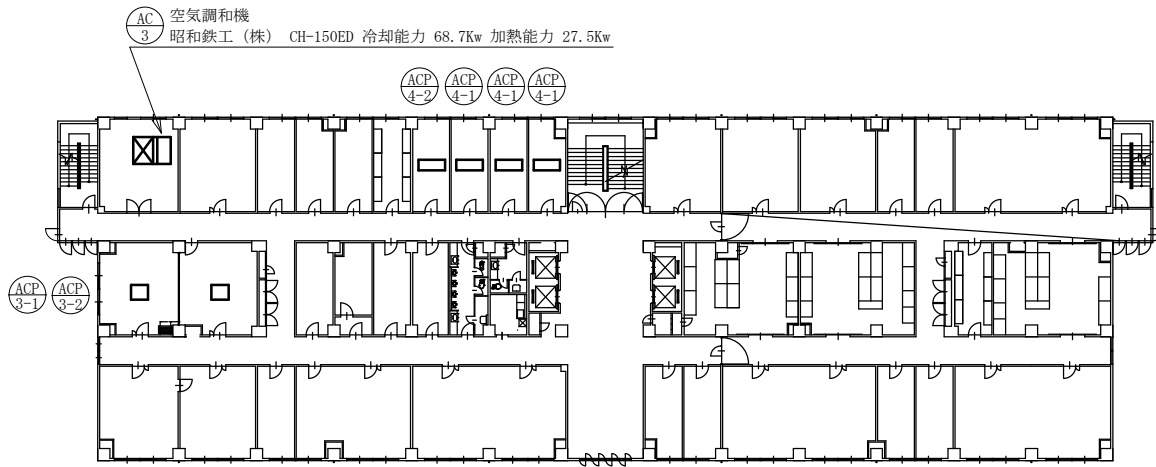 AC 空気調和機
3 昭和鉄工 (株) CH-150ED 冷却能力 68.7Kw 加熱能力 27.5Kw
ACP ACP ACP ACP
4-2 4-1 4-1 4-1
ACP ACP
3-1 3-2